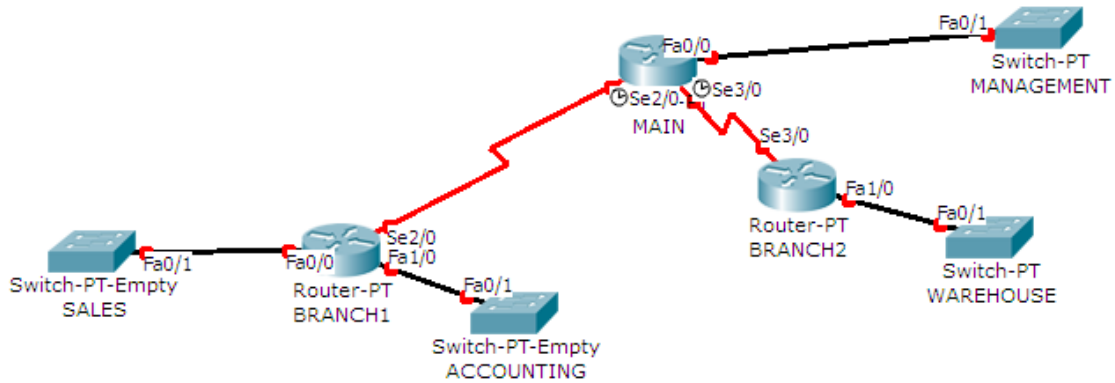 Fa0/1
Switch-PT
MANAGEMENT
Fa0/0
Se2/0
Se3/0
MAIN
Se3/0
Fa1/0
Router-PT
BRANCH2
Fa0/1
Switch-PT
WAREHOUSE
Fa0/1
Switch-PT-Empty
SALES
Fa0/0
Se2/0
Fa1/0
Router-PT
BRANCH1
Fa0/1
Switch-PT-Empty
ACCOUNTING